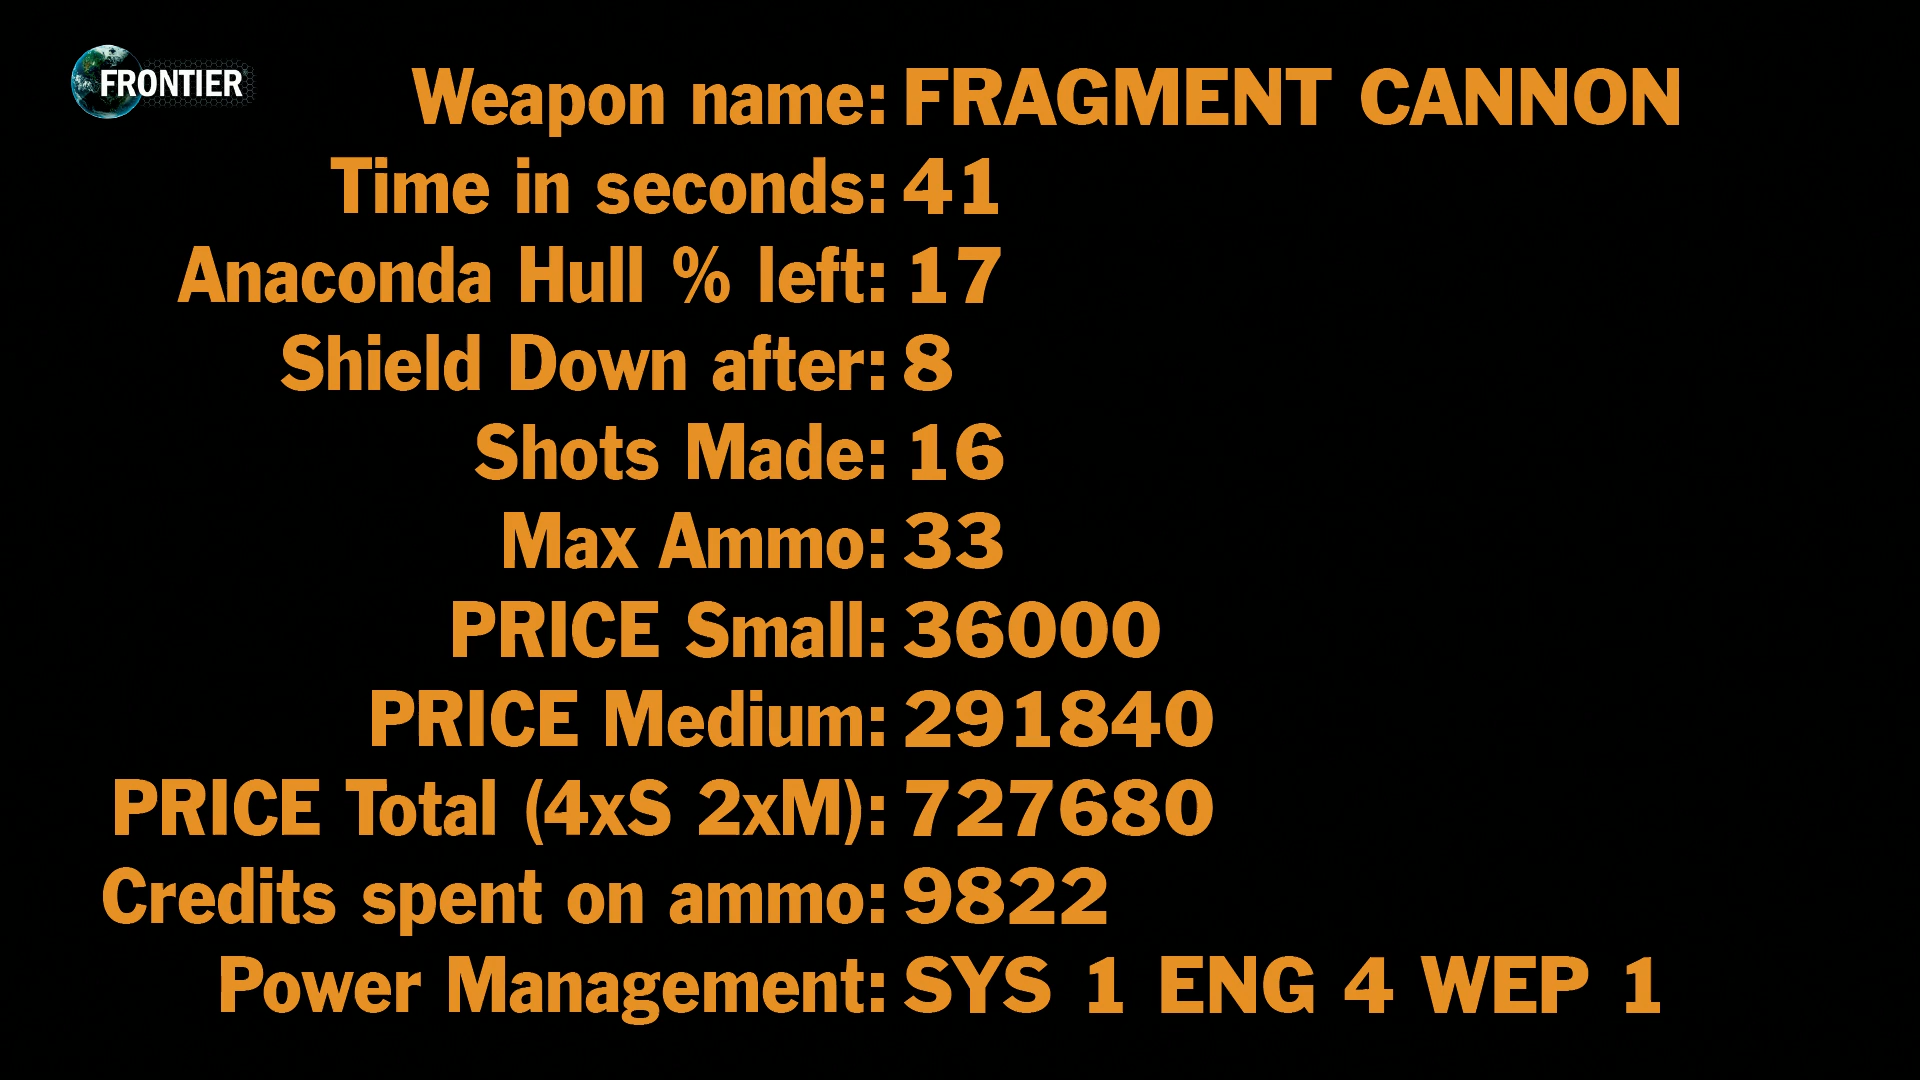 FRONTIER
Weapon name: FRAGMENT CANNON
Time in seconds: 41
Anaconda Hull % left: 17
Shield Down after: 8
Shots Made: 16
Max Ammo: 33
PRICE Small: 36000
PRICE Medium: 291840
PRICE Total (4xS 2xM): 727680
Credits spent on ammo: 9822
Power Management: SYS 1 ENG 4 WEP 1